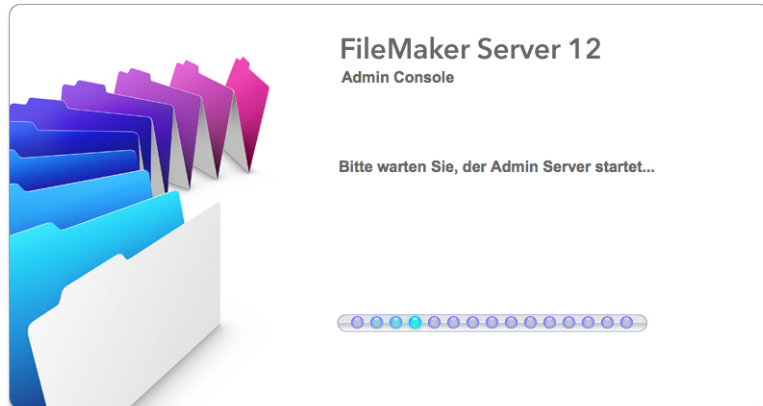 FileMaker Server 12
Admin Console
Bitte warten Sie, der Admin Server startet...